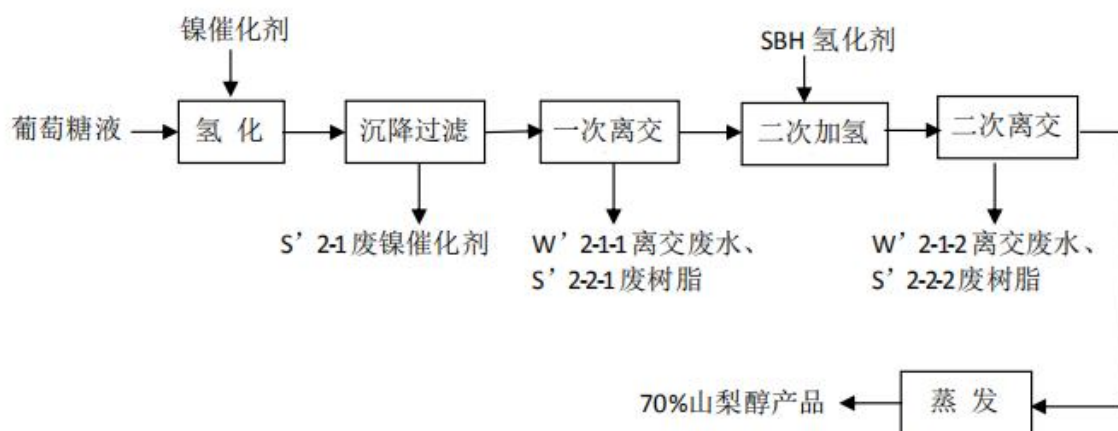 镍催化剂
SBH 氢化剂
葡萄糖液
氢 化
沉降过滤
一次离交
二次加氢
二次离交
S’ 2-1 废镍催化剂
W’ 2-1-1 离交废水、
S’ 2-2-1 废树脂
W’ 2-1-2 离交废水、
S’ 2-2-2 废树脂
70%山梨醇产品
蒸 发